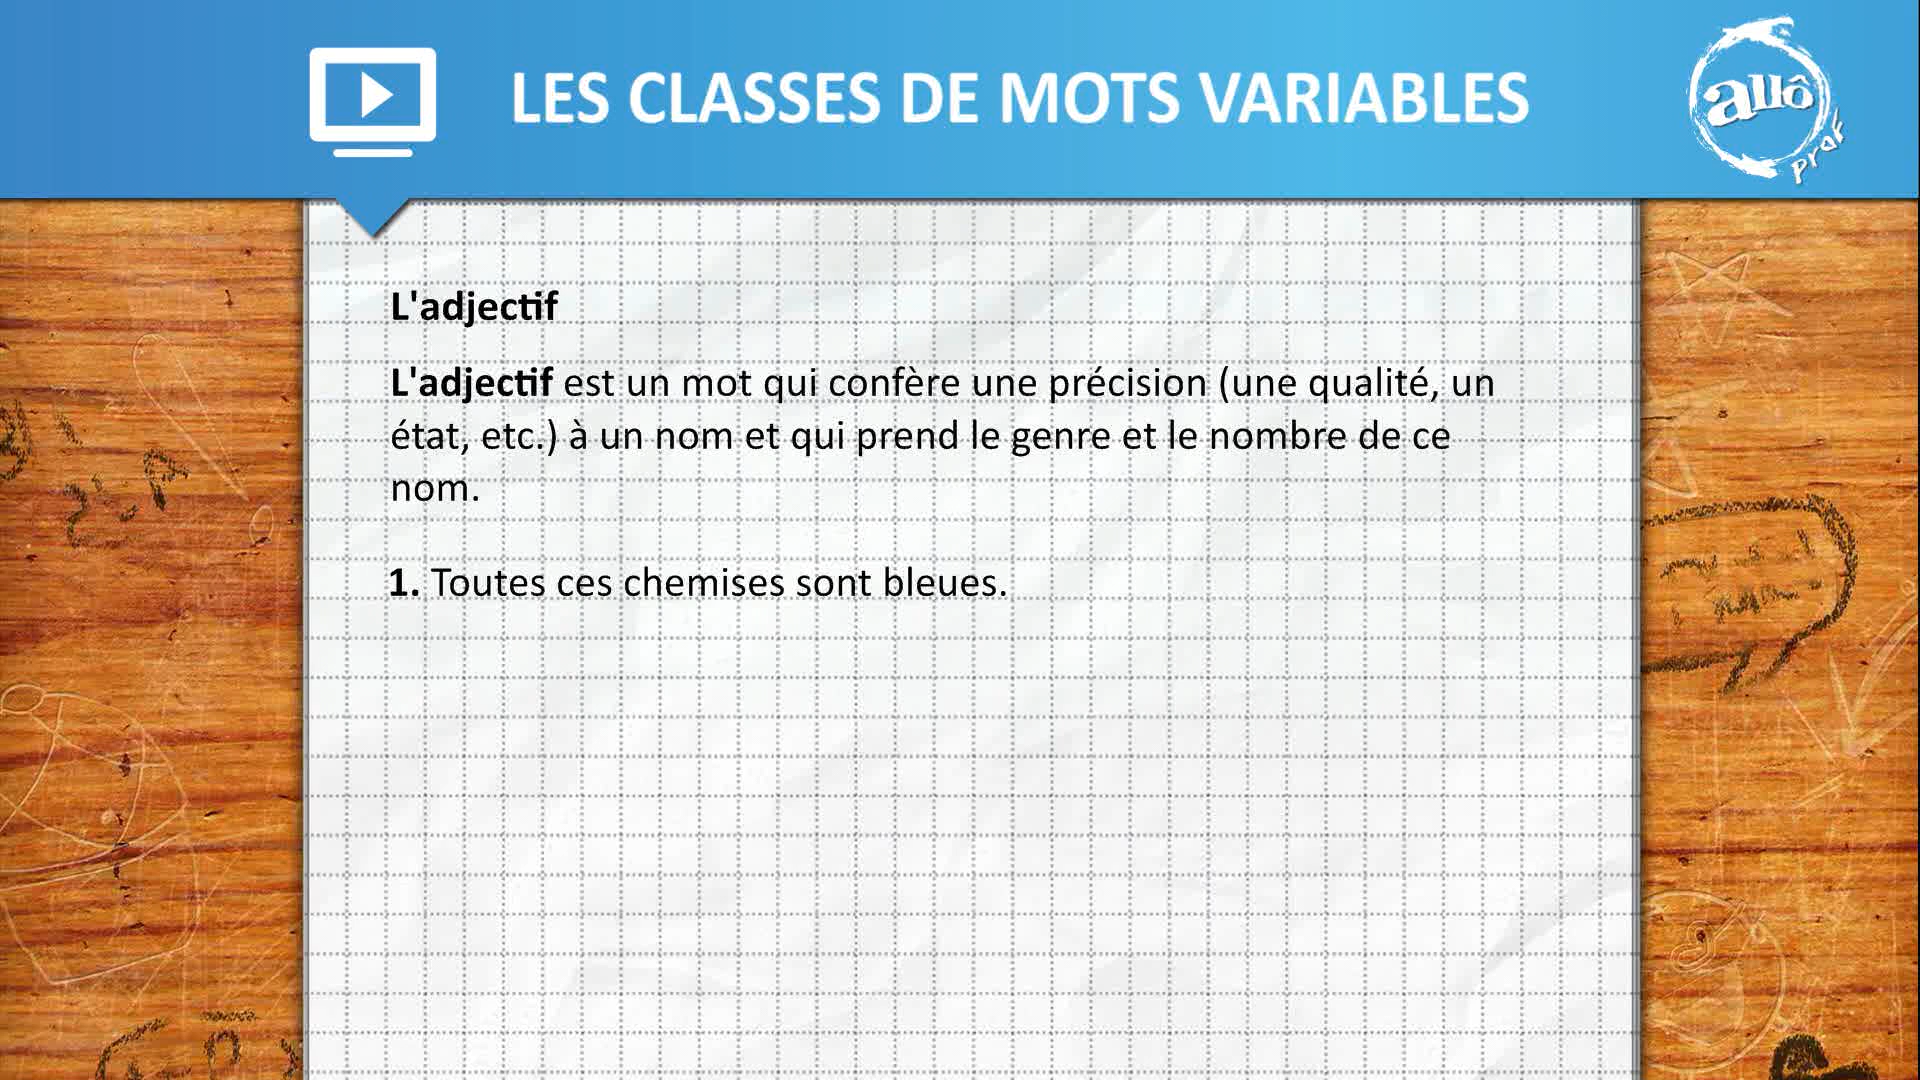 LES CLASSES DE MOTS VARIABLES
allô
prof
L'adjectif
L'adjectif est un mot qui confère une précision (une qualité, un
état, etc.) à un nom et qui prend le genre et le nombre de ce
nom.
1. Toutes ces chemises sont bleues.